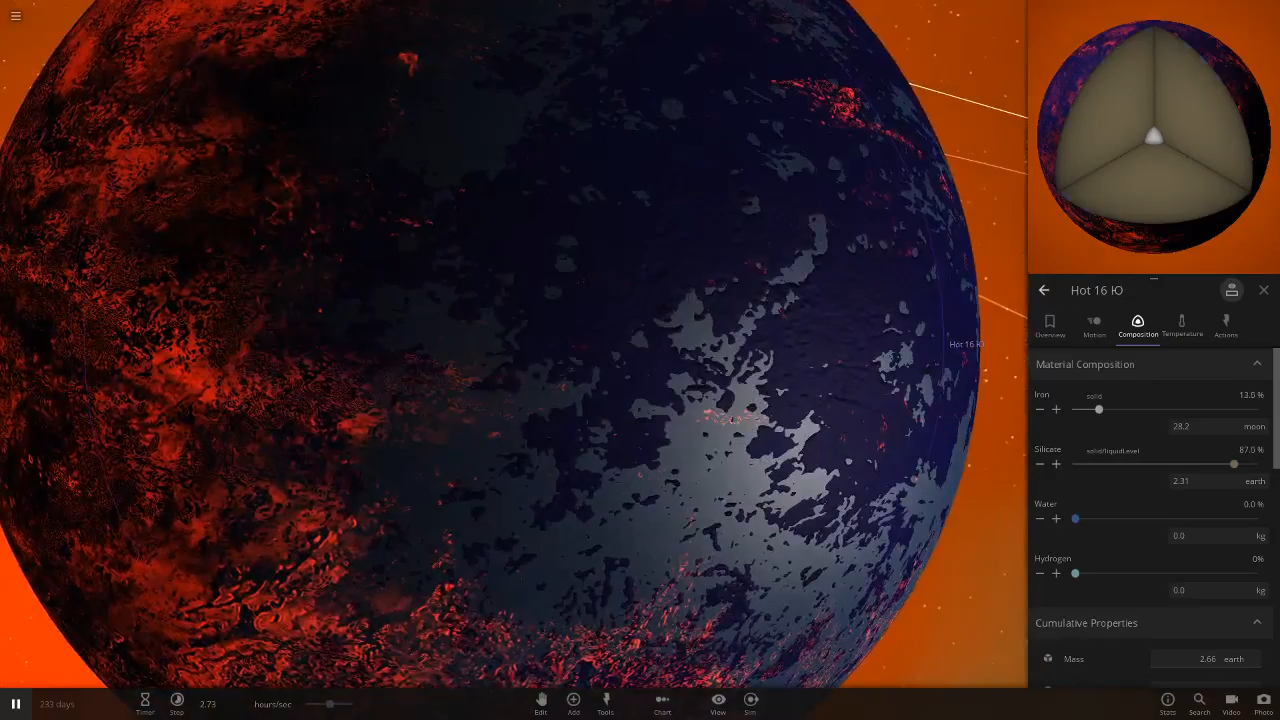 Hot 16 Ю
Overview
Motion
Composition
Temperature
Actions
Material Composition
Iron
solid
13.0 %
28.2 moon
Silicate
solid/liquidLevel
87.0 %
2.31 earth
Water
0.0 %
0.0 kg
Hydrogen
0%
0.0 kg
Cumulative Properties
Mass
2.66 earth
Hot 16 Ю
233 days
Timer
Step
2.73
hours/sec
Edit
Add
Tools
Chart
View
Sim
Stats
Search
Video
Photo